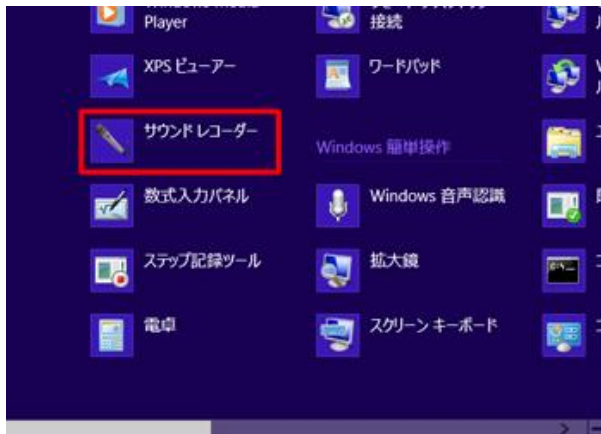 Player
XPS ビューアー
サウンド レコーダー
数式入力パネル
ステップ記録ツール
電卓
接続
ワードパッド
Windows 簡単操作
Windows 音声認識
拡大鏡
スクリーン キーボード